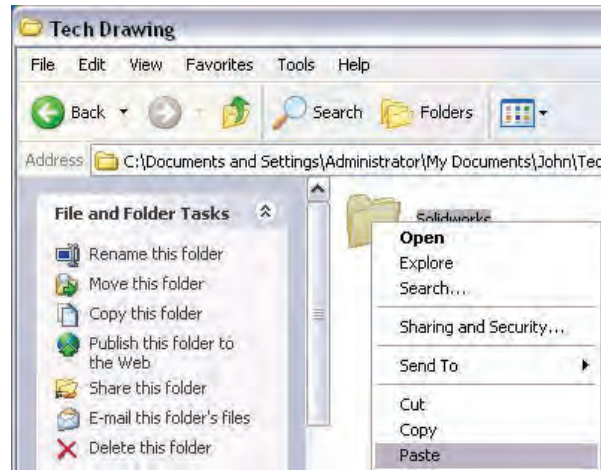 Tech Drawing
File Edit View Favorites Tools Help
Back Search Folders
Address C:\Documents and Settings\Administrator\My Documents\John\Tec
File and Folder Tasks
Rename this folder
Move this folder
Copy this folder
Publish this folder to
the Web
Share this folder
E-mail this folder's files
Delete this folder
Solidworks
Open
Explore
Search...
Sharing and Security...
Send To
Cut
Copy
Paste